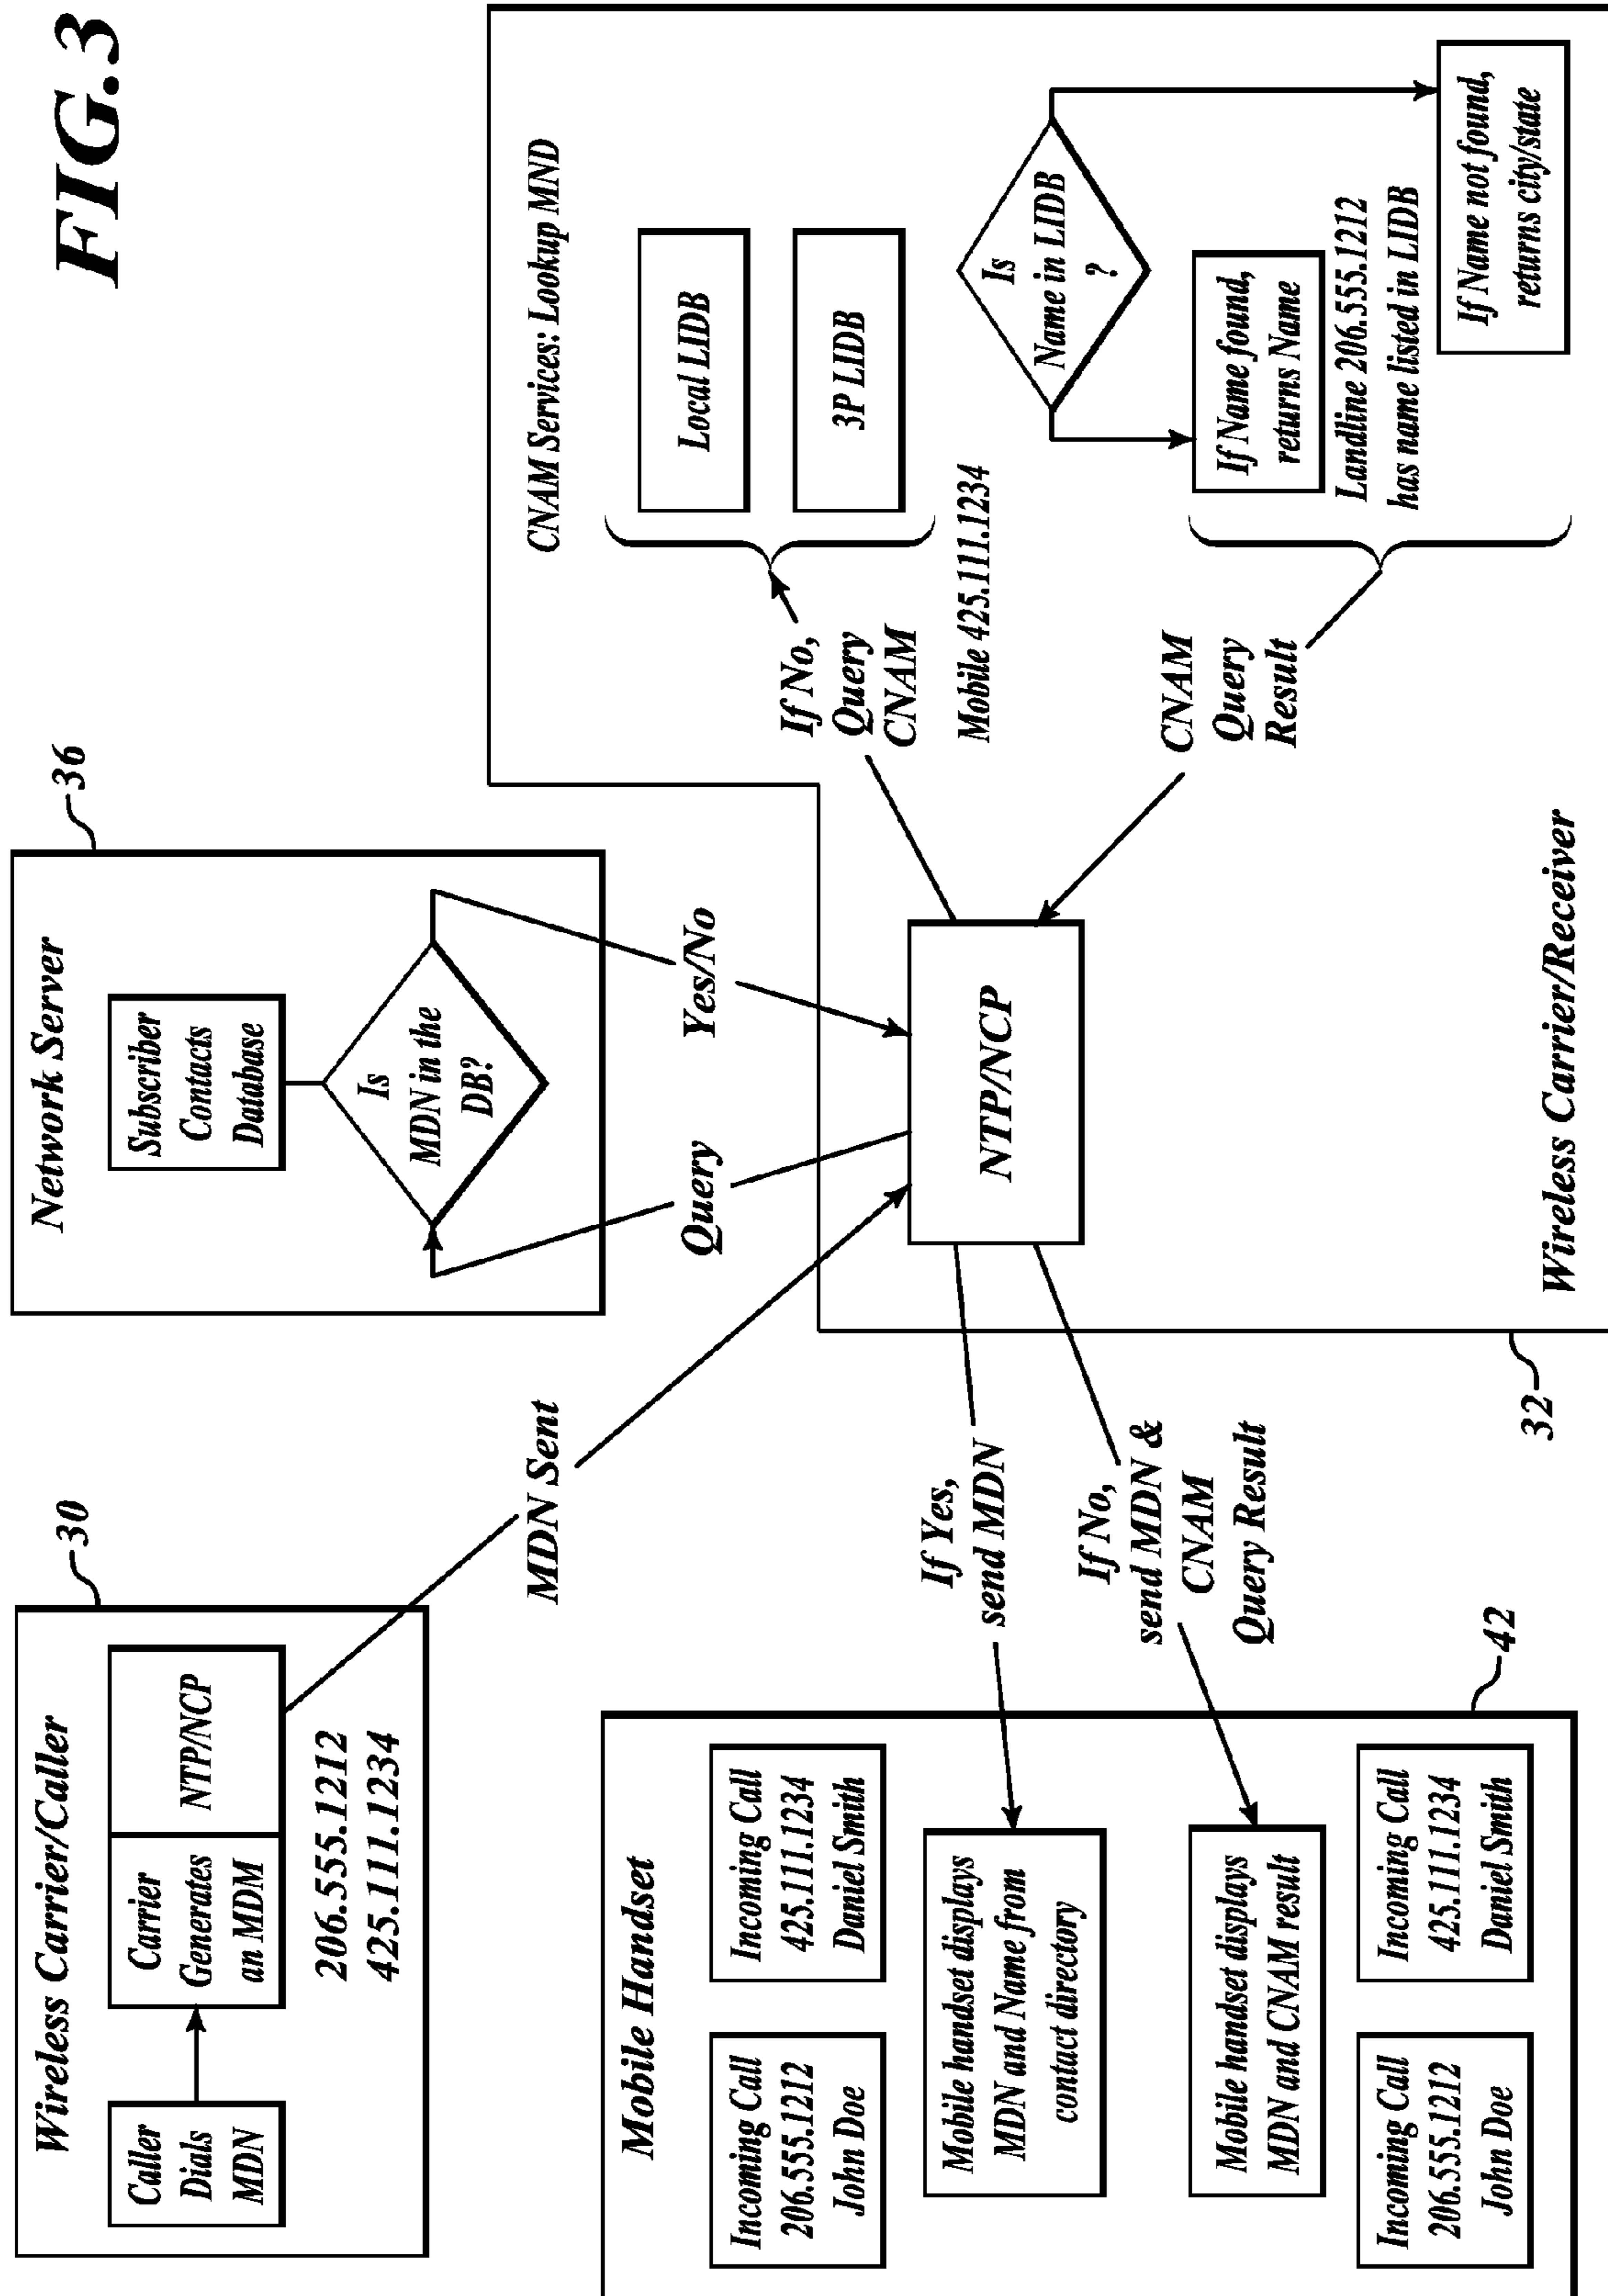 FIG.3
Wireless Carrier/Caller
30
Caller
Dials
MDN
Carrier
Generates
an MDM
NTP/NCP
206.555.1212
425.111.1234
MDN Sent
Network Server
36
Subscriber
Contacts
Database
Is
MDN in the
DB?
Query
Yes/No
CNAM Services: Lookup MND
Local LIDB
3P LIDB
If No,
Query
CNAM
Mobile 425.111.1234
Is
Name in LIDB
?
If Name found,
returns Name
Landline 206.555.1212
has name listed in LIDB
If Name not found,
returns city/state
CNAM
Query
Result
NTP/NCP
Wireless Carrier/Receiver
32
If Yes,
send MDN
If No,
send MDN &
CNAM
Query Result
Mobile Handset
42
Incoming Call
206.555.1212
John Doe
Incoming Call
425.111.1234
Daniel Smith
Mobile handset displays
MDN and Name from
contact directory
Mobile handset displays
MDN and CNAM result
Incoming Call
206.555.1212
John Doe
Incoming Call
425.111.1234
Daniel Smith